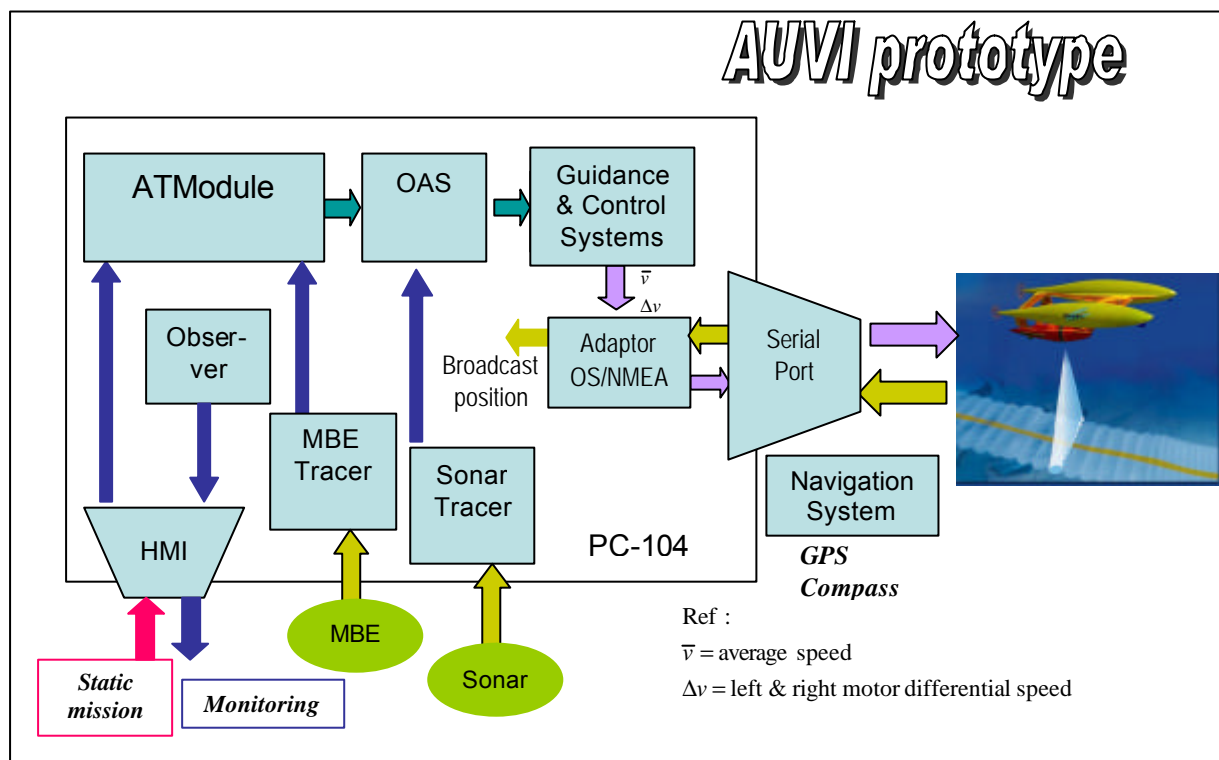 AUVI prototype
ATModule
OAS
Guidance
& Control
Systems
v̅
Δv
Obser-
ver
Broadcast
position
Adaptor
OS/NMEA
Serial
Port
MBE
Tracer
Sonar
Tracer
Navigation
System
HMI
PC-104
GPS
Compass
MBE
Sonar
Static
mission
Monitoring
Ref :
v̅ = average speed
Δv = left & right motor differential speed